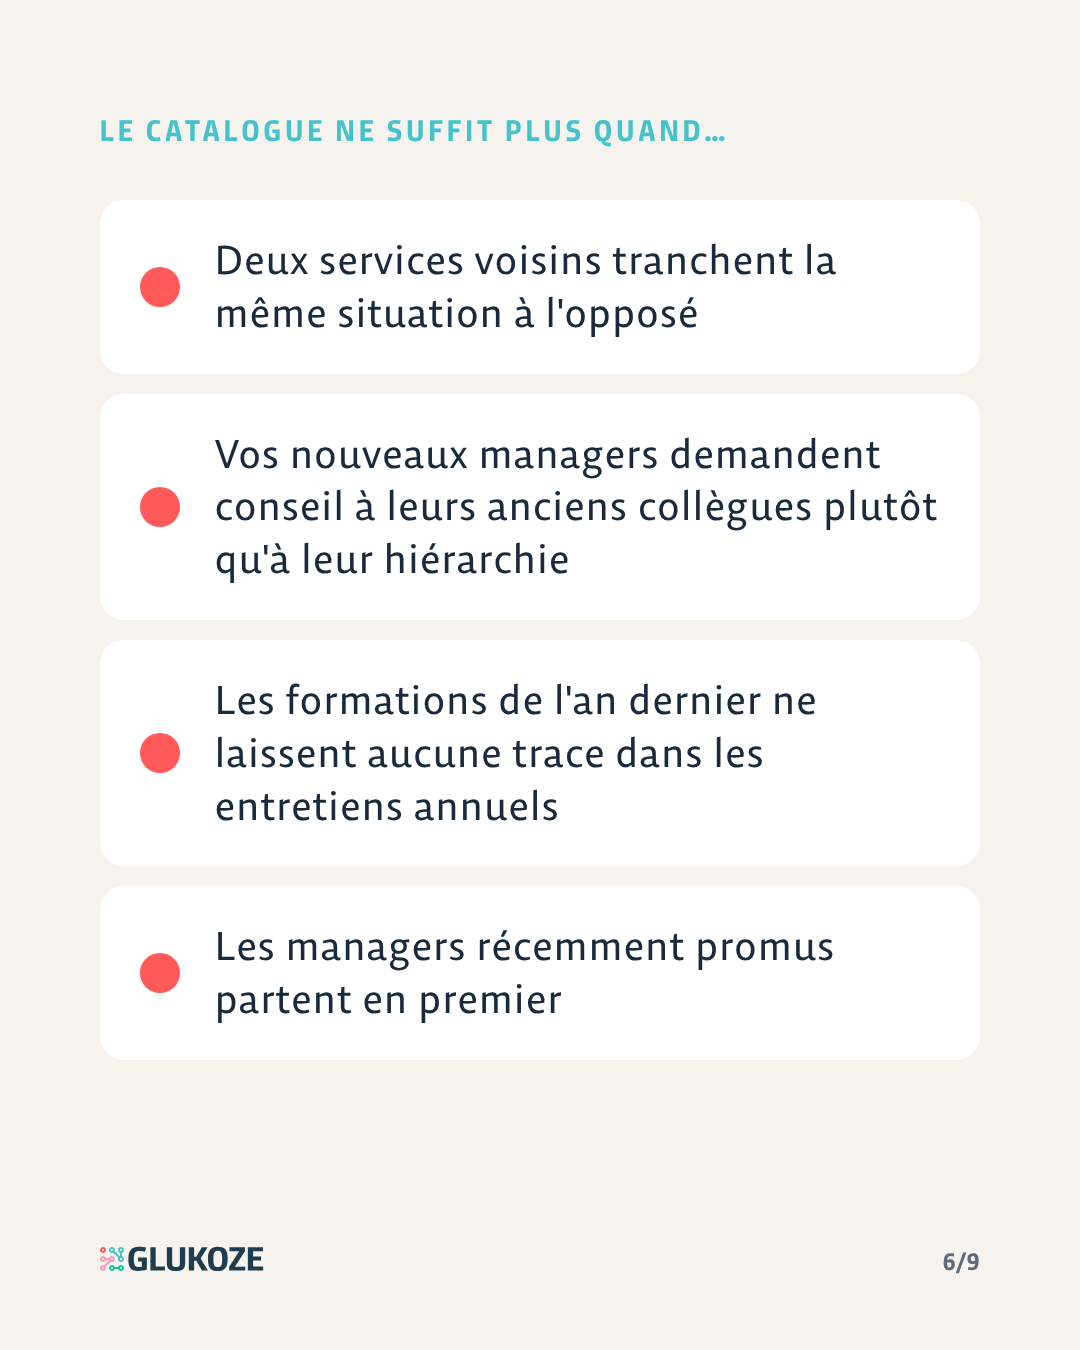 LE CATALOGUE NE SUFFIT PLUS QUAND…
Deux services voisins tranchent la
même situation à l'opposé
Vos nouveaux managers demandent
conseil à leurs anciens collègues plutôt
qu'à leur hiérarchie
Les formations de l'an dernier ne
laissent aucune trace dans les
entretiens annuels
Les managers récemment promus
partent en premier
GLUKOZE
6/9